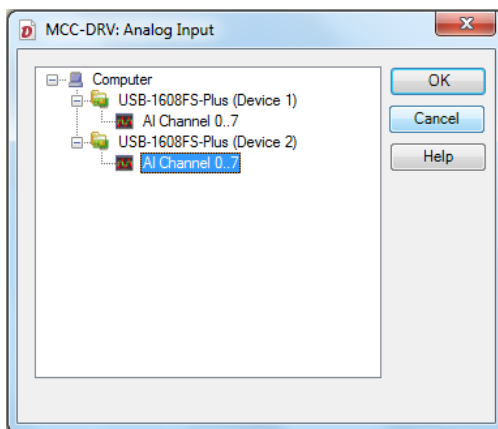 MCC-DRV: Analog Input
Computer
USB-1608FS-Plus (Device 1)
AI Channel 0..7
USB-1608FS-Plus (Device 2)
AI Channel 0..7
OK
Cancel
Help